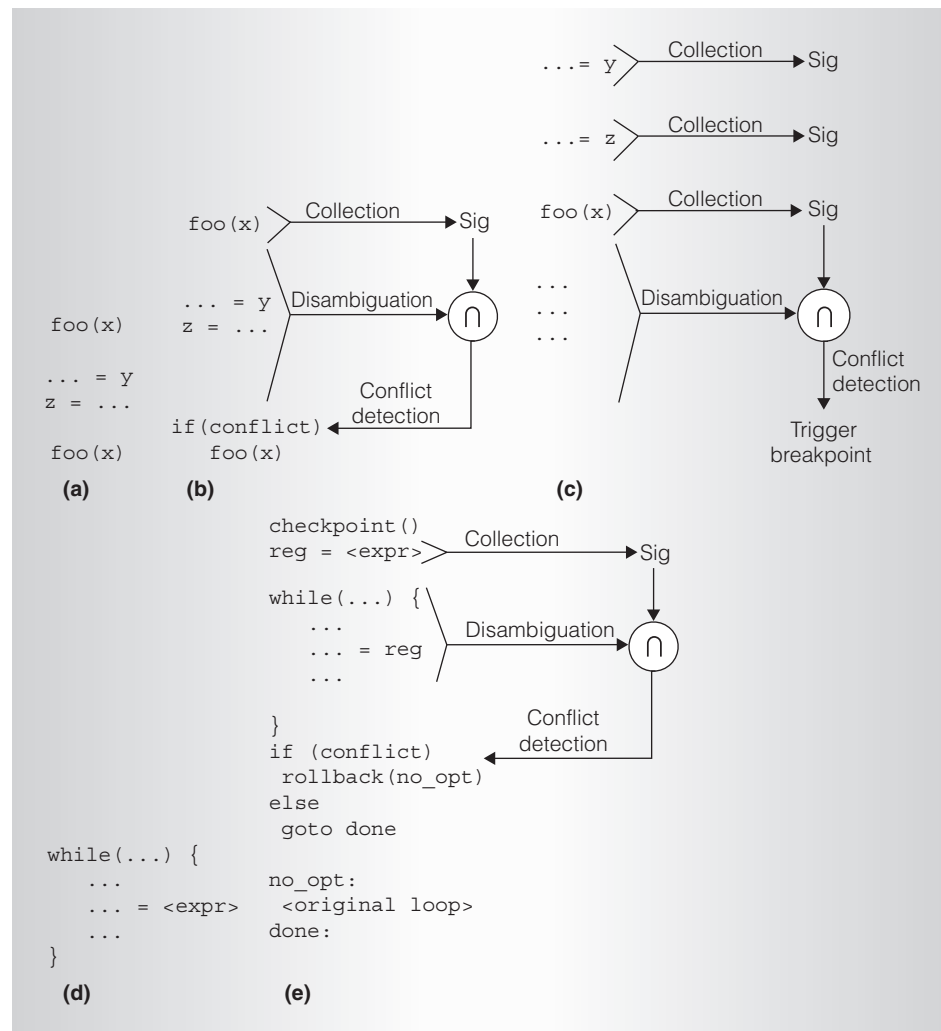 foo(x)
... = y
z = ...
foo(x)
(a)
foo(x)
Collection
Sig
... = y
z = ...
Disambiguation
∩
Conflict
detection
if(conflict)
foo(x)
(b)
...= y
Collection
Sig
...= z
Collection
Sig
foo(x)
Collection
Sig
...
...
...
Disambiguation
∩
Conflict
detection
Trigger
breakpoint
(c)
while(...) {
...
... = <expr>
...
}
(d)
checkpoint()
reg = <expr>
Collection
Sig
while(...) {
...
... = reg
...
Disambiguation
∩
}
Conflict
detection
if (conflict)
rollback(no_opt)
else
goto done
no_opt:
<original loop>
done:
(e)